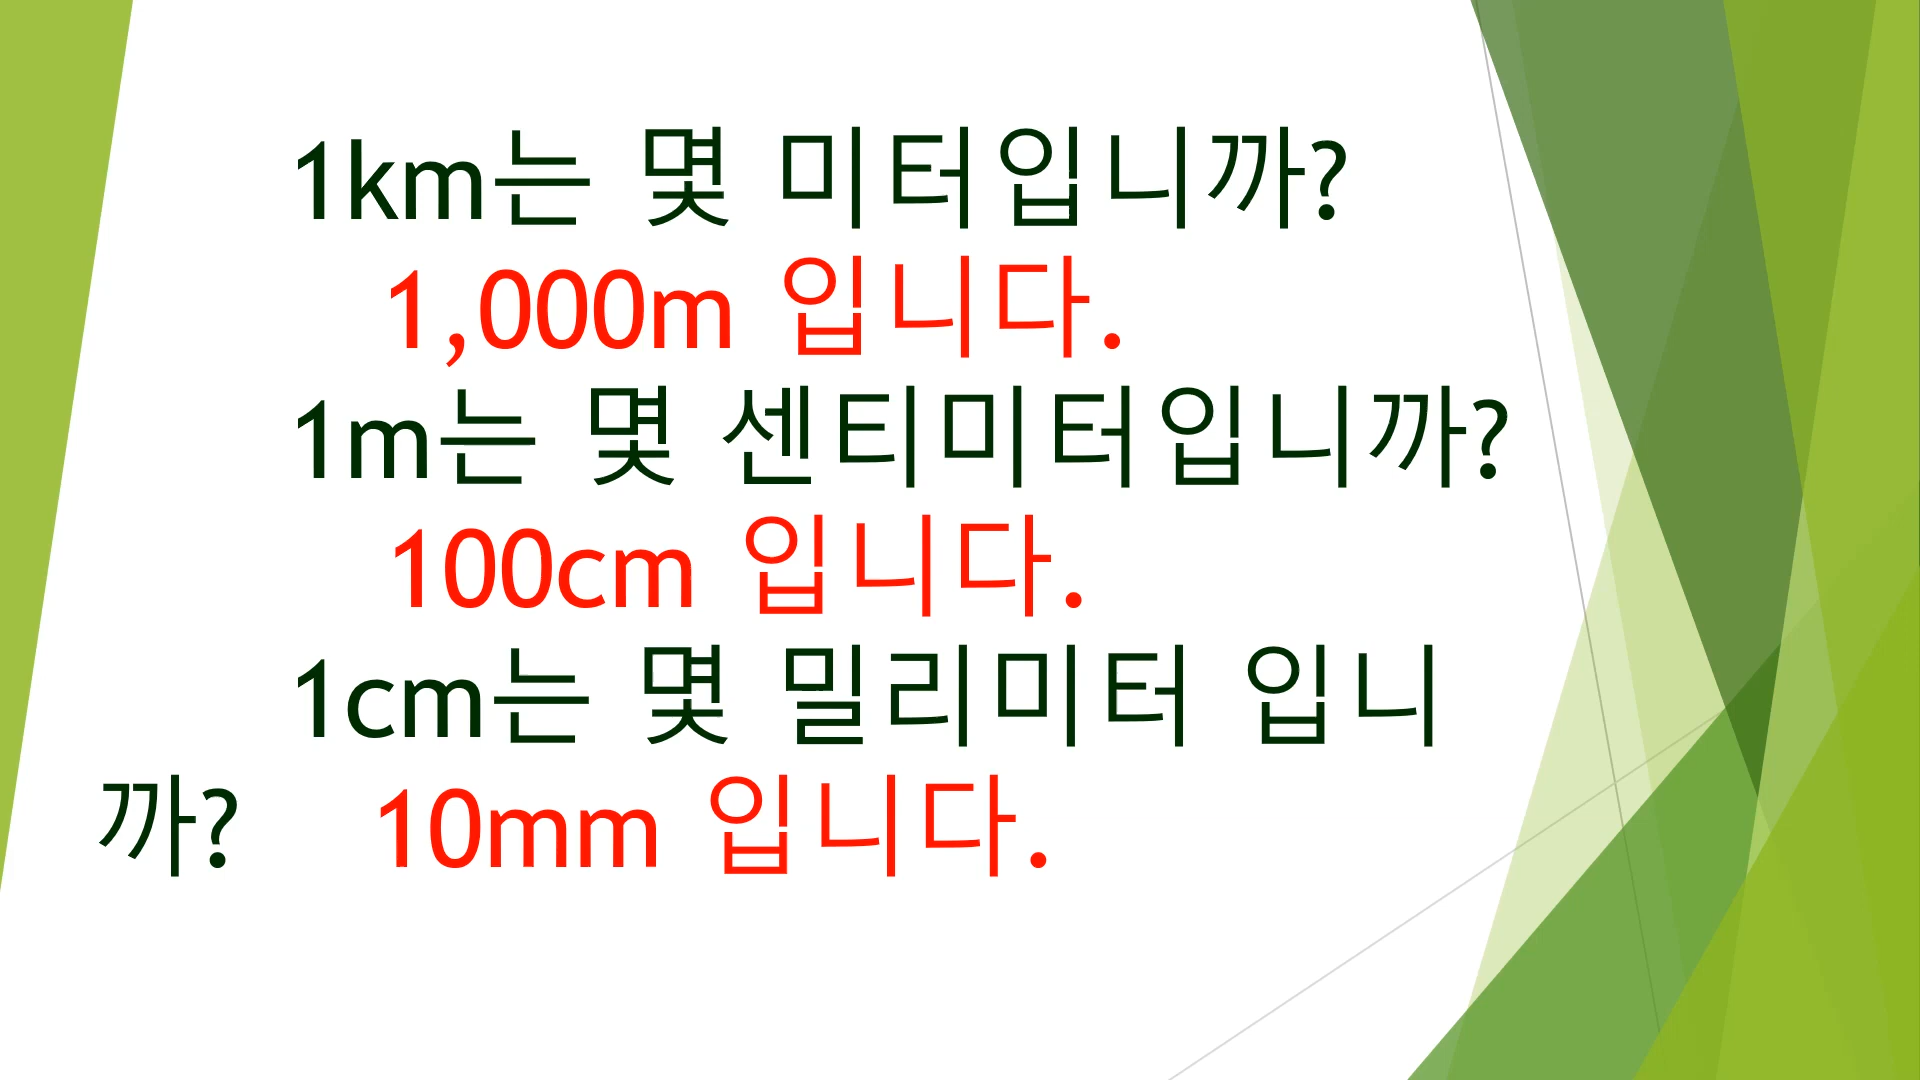 1km는 몇 미터입니까?
1,000m 입니다.
1m는 몇 센티미터입니까?
100cm 입니다.
1cm는 몇 밀리미터 입니
까? 10mm 입니다.